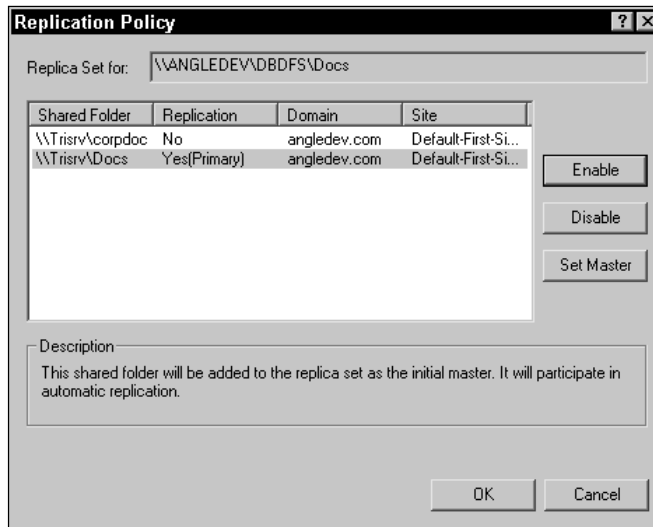 Replication Policy
Replica Set for: \\ANGLEDEV\DBDFS\Docs
Shared Folder Replication Domain Site
\\Trisrv\corpdoc No angledev.com Default-First-Si...
\\Trisrv\Docs Yes(Primary) angledev.com Default-First-Si...
Enable
Disable
Set Master
Description
This shared folder will be added to the replica set as the initial master. It will participate in
automatic replication.
OK Cancel